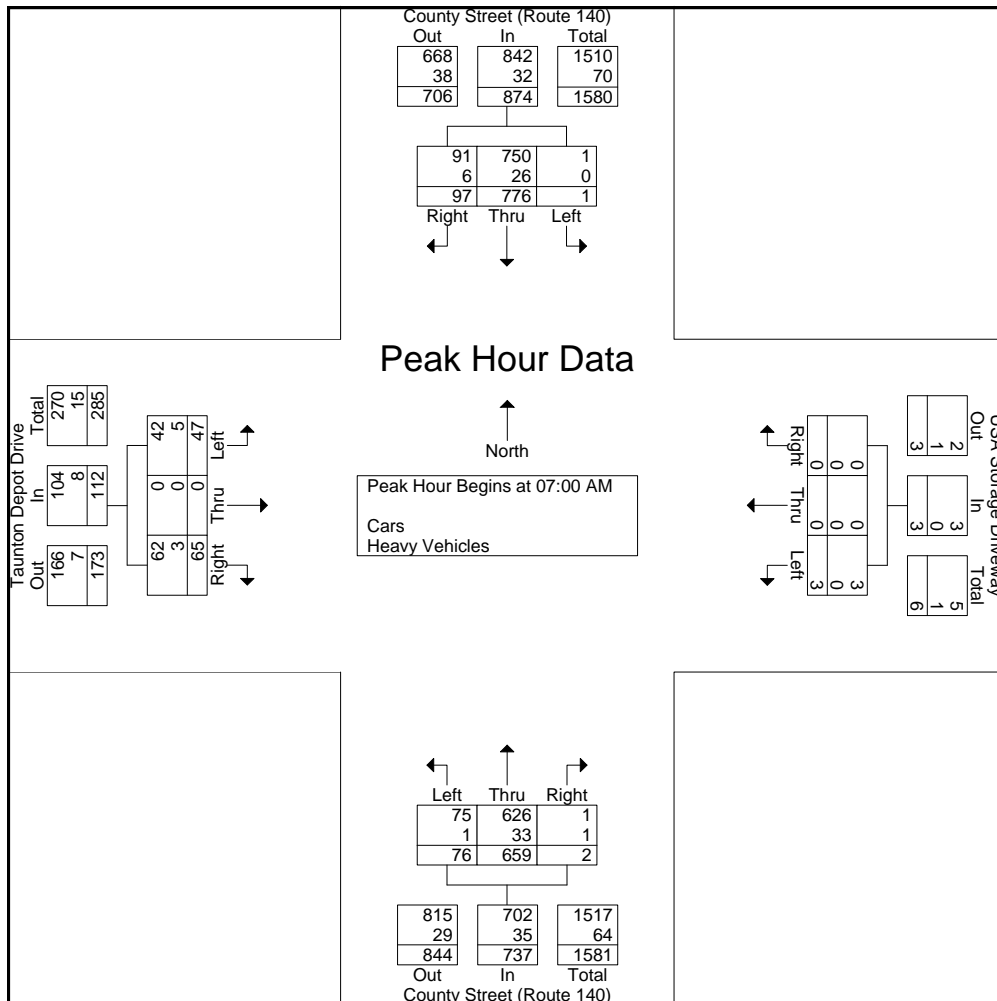 County Street (Route 140)
Out In Total
668 842 1510
38 32 70
706 874 1580
91 750 1
6 26 0
97 776 1
Right Thru Left
Peak Hour Data
North
Peak Hour Begins at 07:00 AM
Cars
Heavy Vehicles
Taunton Depot Drive
Out In Total
166 104 270
7 8 15
173 112 285
Right Thru Left
62 0 42
3 0 5
65 0 47
USA Storage Driveway
Out In Total
2 3 5
1 0 1
3 3 6
Right Thru Left
0 0 3
0 0 0
0 0 3
Left Thru Right
75 626 1
1 33 1
76 659 2
815 702 1517
29 35 64
844 737 1581
Out In Total
County Street (Route 140)